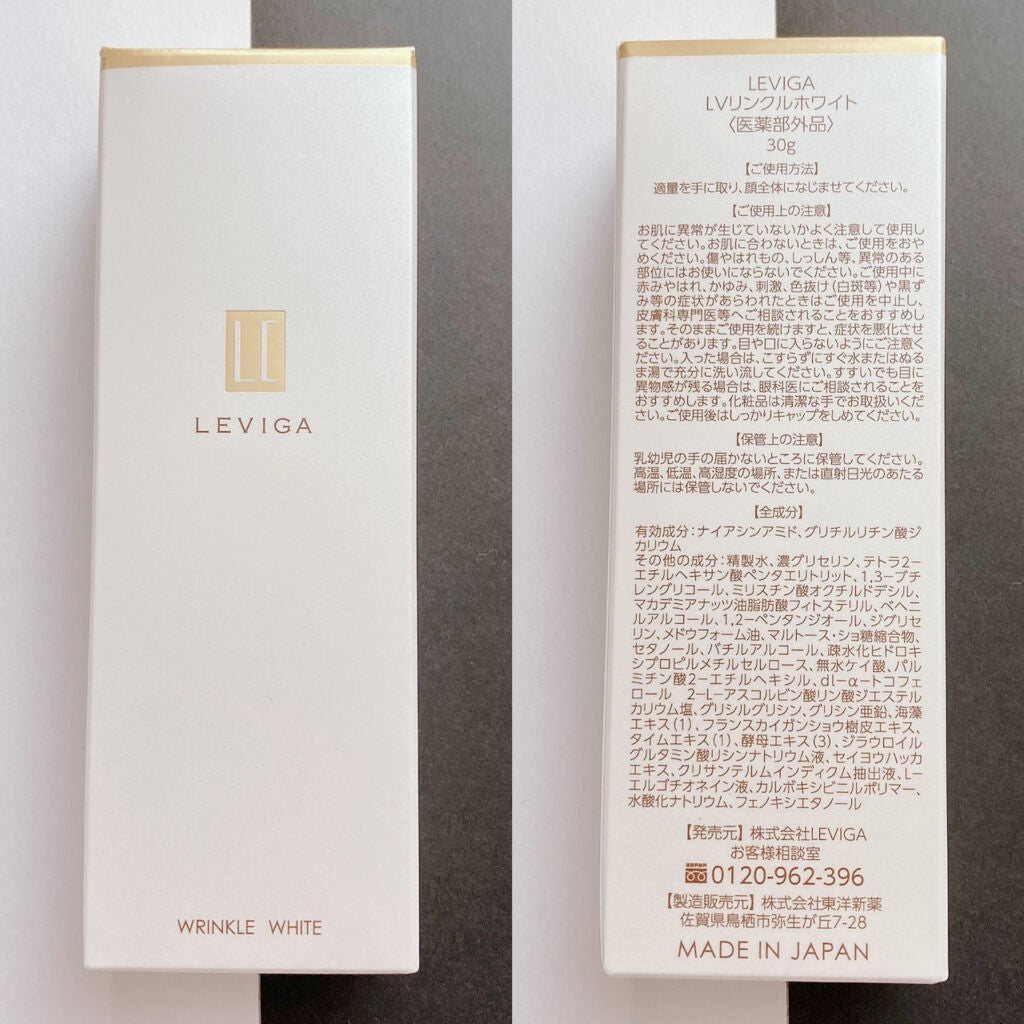 LEVIGA
WRINKLE WHITE
LEVIGA
LVリンクルホワイト
〈医薬部外品〉
30g
【ご使用方法】
適量を手に取り、顔全体になじませてください。
【ご使用上の注意】
お肌に異常が生じていないかよく注意して使用し
てください。お肌に合わないときは、ご使用をおや
めください。傷やはれもの、しっしん等、異常のある
部位にはお使いにならないでください。ご使用中に
赤みやはれ、かゆみ、刺激、色抜け(白斑等)や黒ず
み等の症状があらわれたときはご使用を中止し、
皮膚科専門医等へご相談されることをおすすめし
ます。そのままご使用を続けますと、症状を悪化させ
ることがあります。目や口に入らないようにご注意く
ださい。入った場合は、こすらずにすぐ水またはぬる
ま湯で充分に洗い流してください。すすいでも目に
異物感が残る場合は、眼科医にご相談されることを
おすすめします。化粧品は清潔な手でお取扱いくだ
さい。ご使用後はしっかりキャップをしめてください。
【保管上の注意】
乳幼児の手の届かないところに保管してください。
高温、低温、高湿度の場所、または直射日光のあたる
場所には保管しないでください。
【全成分】
有効成分:ナイアシンアミド、グリチルリチン酸ジ
カリウム
その他の成分:精製水、濃グリセリン、テトラ2-
エチルヘキサン酸ペンタエリトリット、1,3-ブチ
レングリコール、ミリスチン酸オクチルドデシル、
マカデミアナッツ油脂肪酸フィトステリル、ベヘニ
ルアルコール、1,2-ペンタンジオール、ジグリセ
リン、メドウフォーム油、マルトース・ショ糖縮合物、
セタノール、バチルアルコール、疎水化ヒドロキ
シプロピルメチルセルロース、無水ケイ酸、パル
ミチン酸2-エチルヘキシル、dl-α-トコフェ
ロール 2-L-アスコルビン酸リン酸ジエステル
カリウム塩、グリシルグリシン、グリシン亜鉛、海藻
エキス(1)、フランスカイガンショウ樹皮エキス、
タイムエキス(1)、酵母エキス(3)、ジラウロイル
グルタミン酸リシンナトリウム液、セイヨウハッカ
エキス、クリサンテルムインディクム抽出液、L-
エルゴチオネイン液、カルボキシビニルポリマー、
水酸化ナトリウム、フェノキシエタノール
【発売元】株式会社LEVIGA
お客様相談室
0120-962-396
【製造販売元】株式会社東洋新薬
佐賀県鳥栖市弥生が丘7-28
MADE IN JAPAN